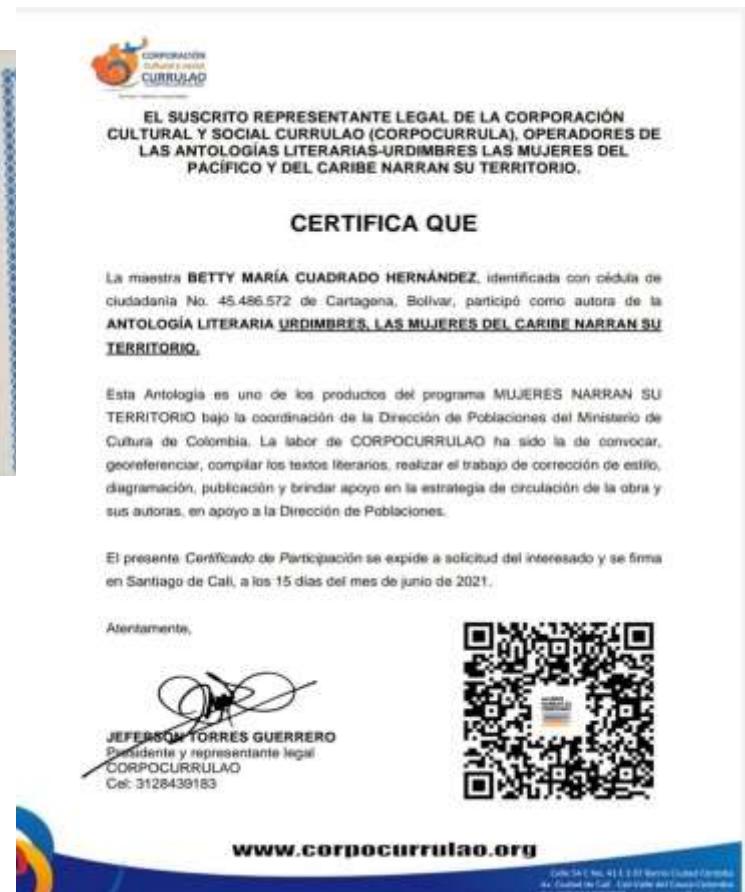 CORPORACIÓN
CURRULAO
EL SUSCRITO REPRESENTANTE LEGAL DE LA CORPORACIÓN
CULTURAL Y SOCIAL CURRULAO (CORPOCURRULA), OPERADORES DE
LAS ANTOLOGÍAS LITERARIAS-URDIMBRES LAS MUJERES DEL
PACÍFICO Y DEL CARIBE NARRAN SU TERRITORIO.
CERTIFICA QUE
La maestra BETTY MARÍA CUADRADO HERNÁNDEZ, identificada con cédula de
ciudadanía No. 45.486.572 de Cartagena, Bolívar, participó como autora de la
ANTOLOGÍA LITERARIA URDIMBRES, LAS MUJERES DEL CARIBE NARRAN SU
TERRITORIO.
Esta Antología es uno de los productos del programa MUJERES NARRAN SU
TERRITORIO bajo la coordinación de la Dirección de Poblaciones del Ministerio de
Cultura de Colombia. La labor de CORPOCURRULAO ha sido la de convocar,
georeferenciar, compilar los textos literarios, realizar el trabajo de corrección de estilo,
diagramación, publicación y brindar apoyo en la estrategia de circulación de la obra y
sus autoras, en apoyo a la Dirección de Poblaciones.
El presente Certificado de Participación se expide a solicitud del interesado y se firma
en Santiago de Cali, a los 15 días del mes de junio de 2021.
Atentamente,
JEFERSON TORRES GUERRERO
Presidente y representante legal
CORPOCURRULAO
Cel: 3128439183
www.corpocurrulao.org